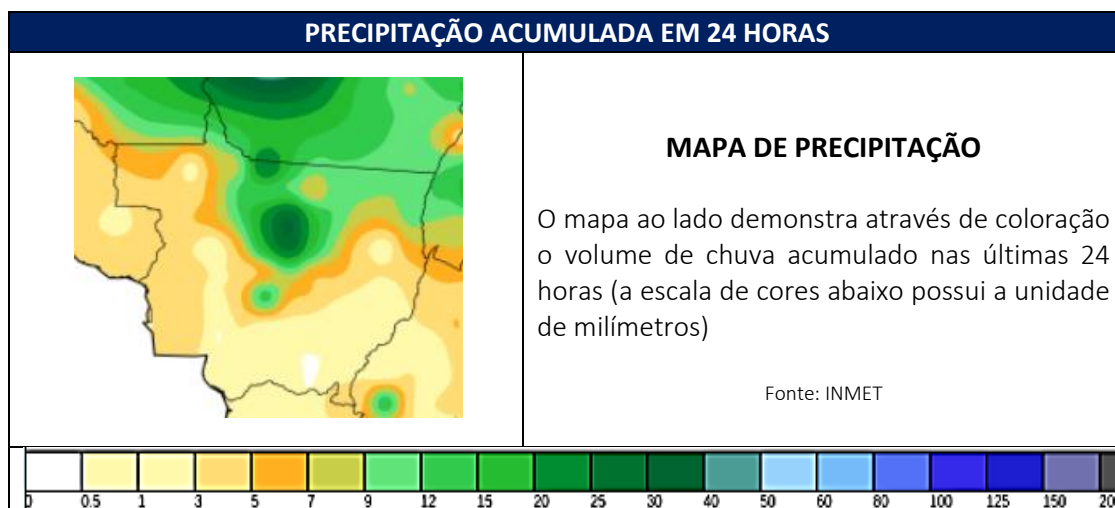 PRECIPITAÇÃO ACUMULADA EM 24 HORAS
MAPA DE PRECIPITAÇÃO
O mapa ao lado demonstra através de coloração
o volume de chuva acumulado nas últimas 24
horas (a escala de cores abaixo possui a unidade
de milímetros)
Fonte: INMET
0.5 1 3 5 7 9 12 15 20 25 30 40 50 60 80 100 125 150